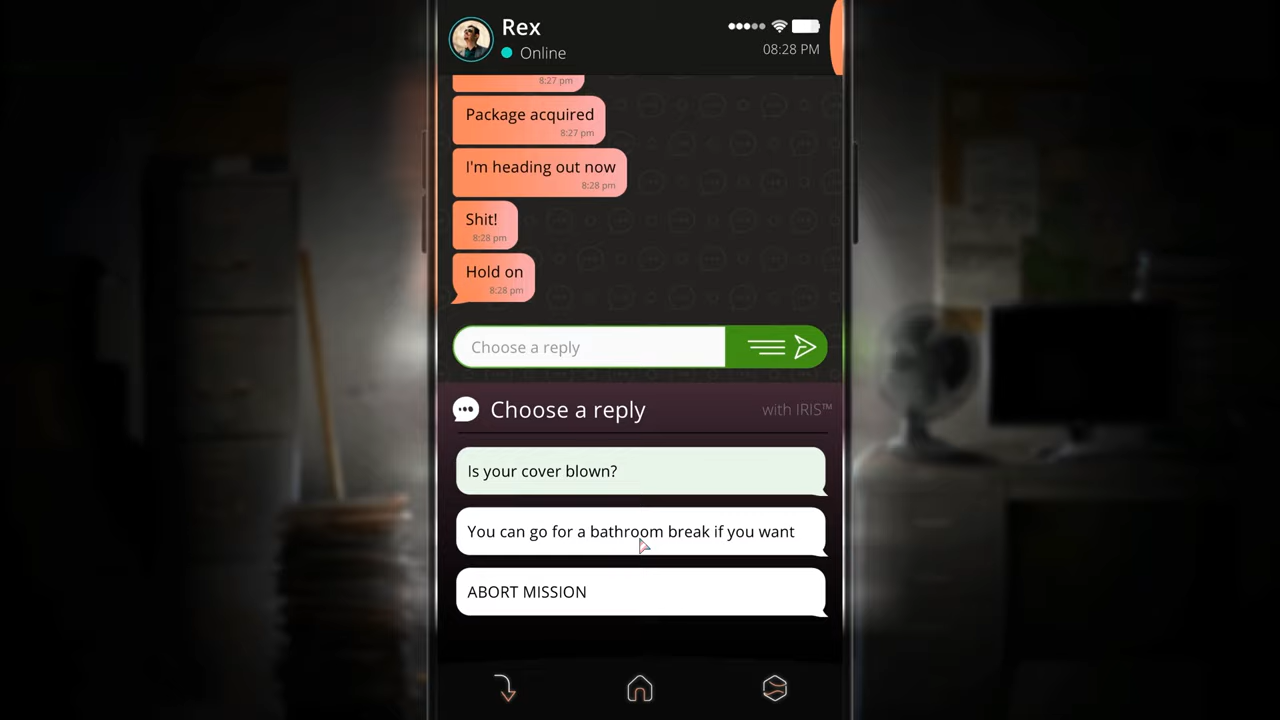 Rex
Online
08:28 PM
8:27 pm
Package acquired
8:27 pm
I'm heading out now
8:28 pm
Shit!
8:28 pm
Hold on
8:28 pm
Choose a reply
Choose a reply
with IRIS™
Is your cover blown?
You can go for a bathroom break if you want
ABORT MISSION